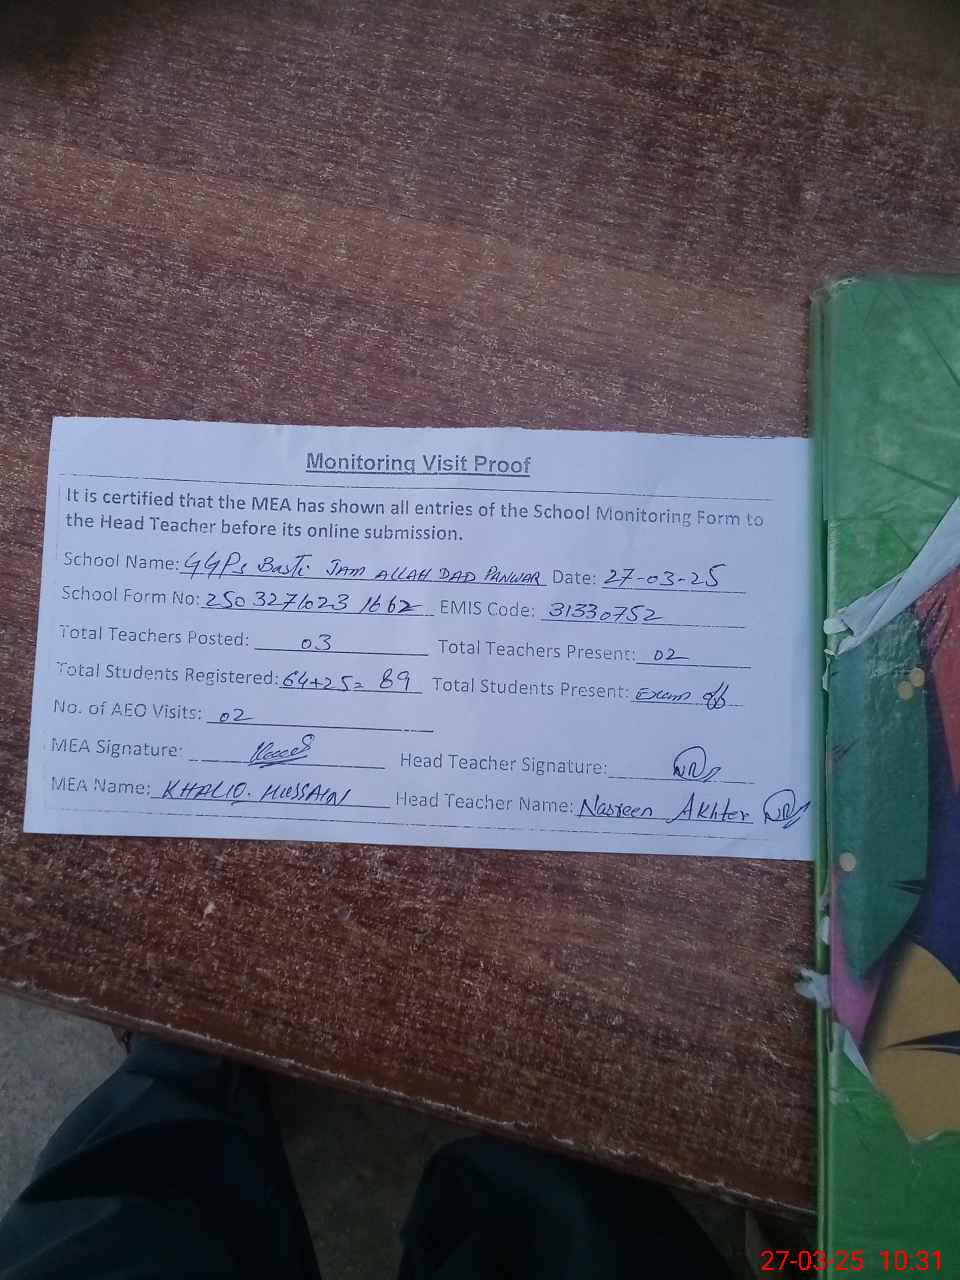 Monitoring Visit Proof
It is certified that the MEA has shown all entries of the School Monitoring Form to
the Head Teacher before its online submission.
School Name: GGPs Basti JAM ALLAH DAD PANWAR Date: 27-03-25
School Form No: 250 3271023 1662 EMIS Code: 31330752
Total Teachers Posted: 03 Total Teachers Present: 02
Total Students Registered: 64+25= 89 Total Students Present: Exam off
No. of AEO Visits: 02
MEA Signature: Head Teacher Signature:
MEA Name: KHALIQ. HUSSAIN Head Teacher Name: Nasreen Akhter
27-03-25 10:31